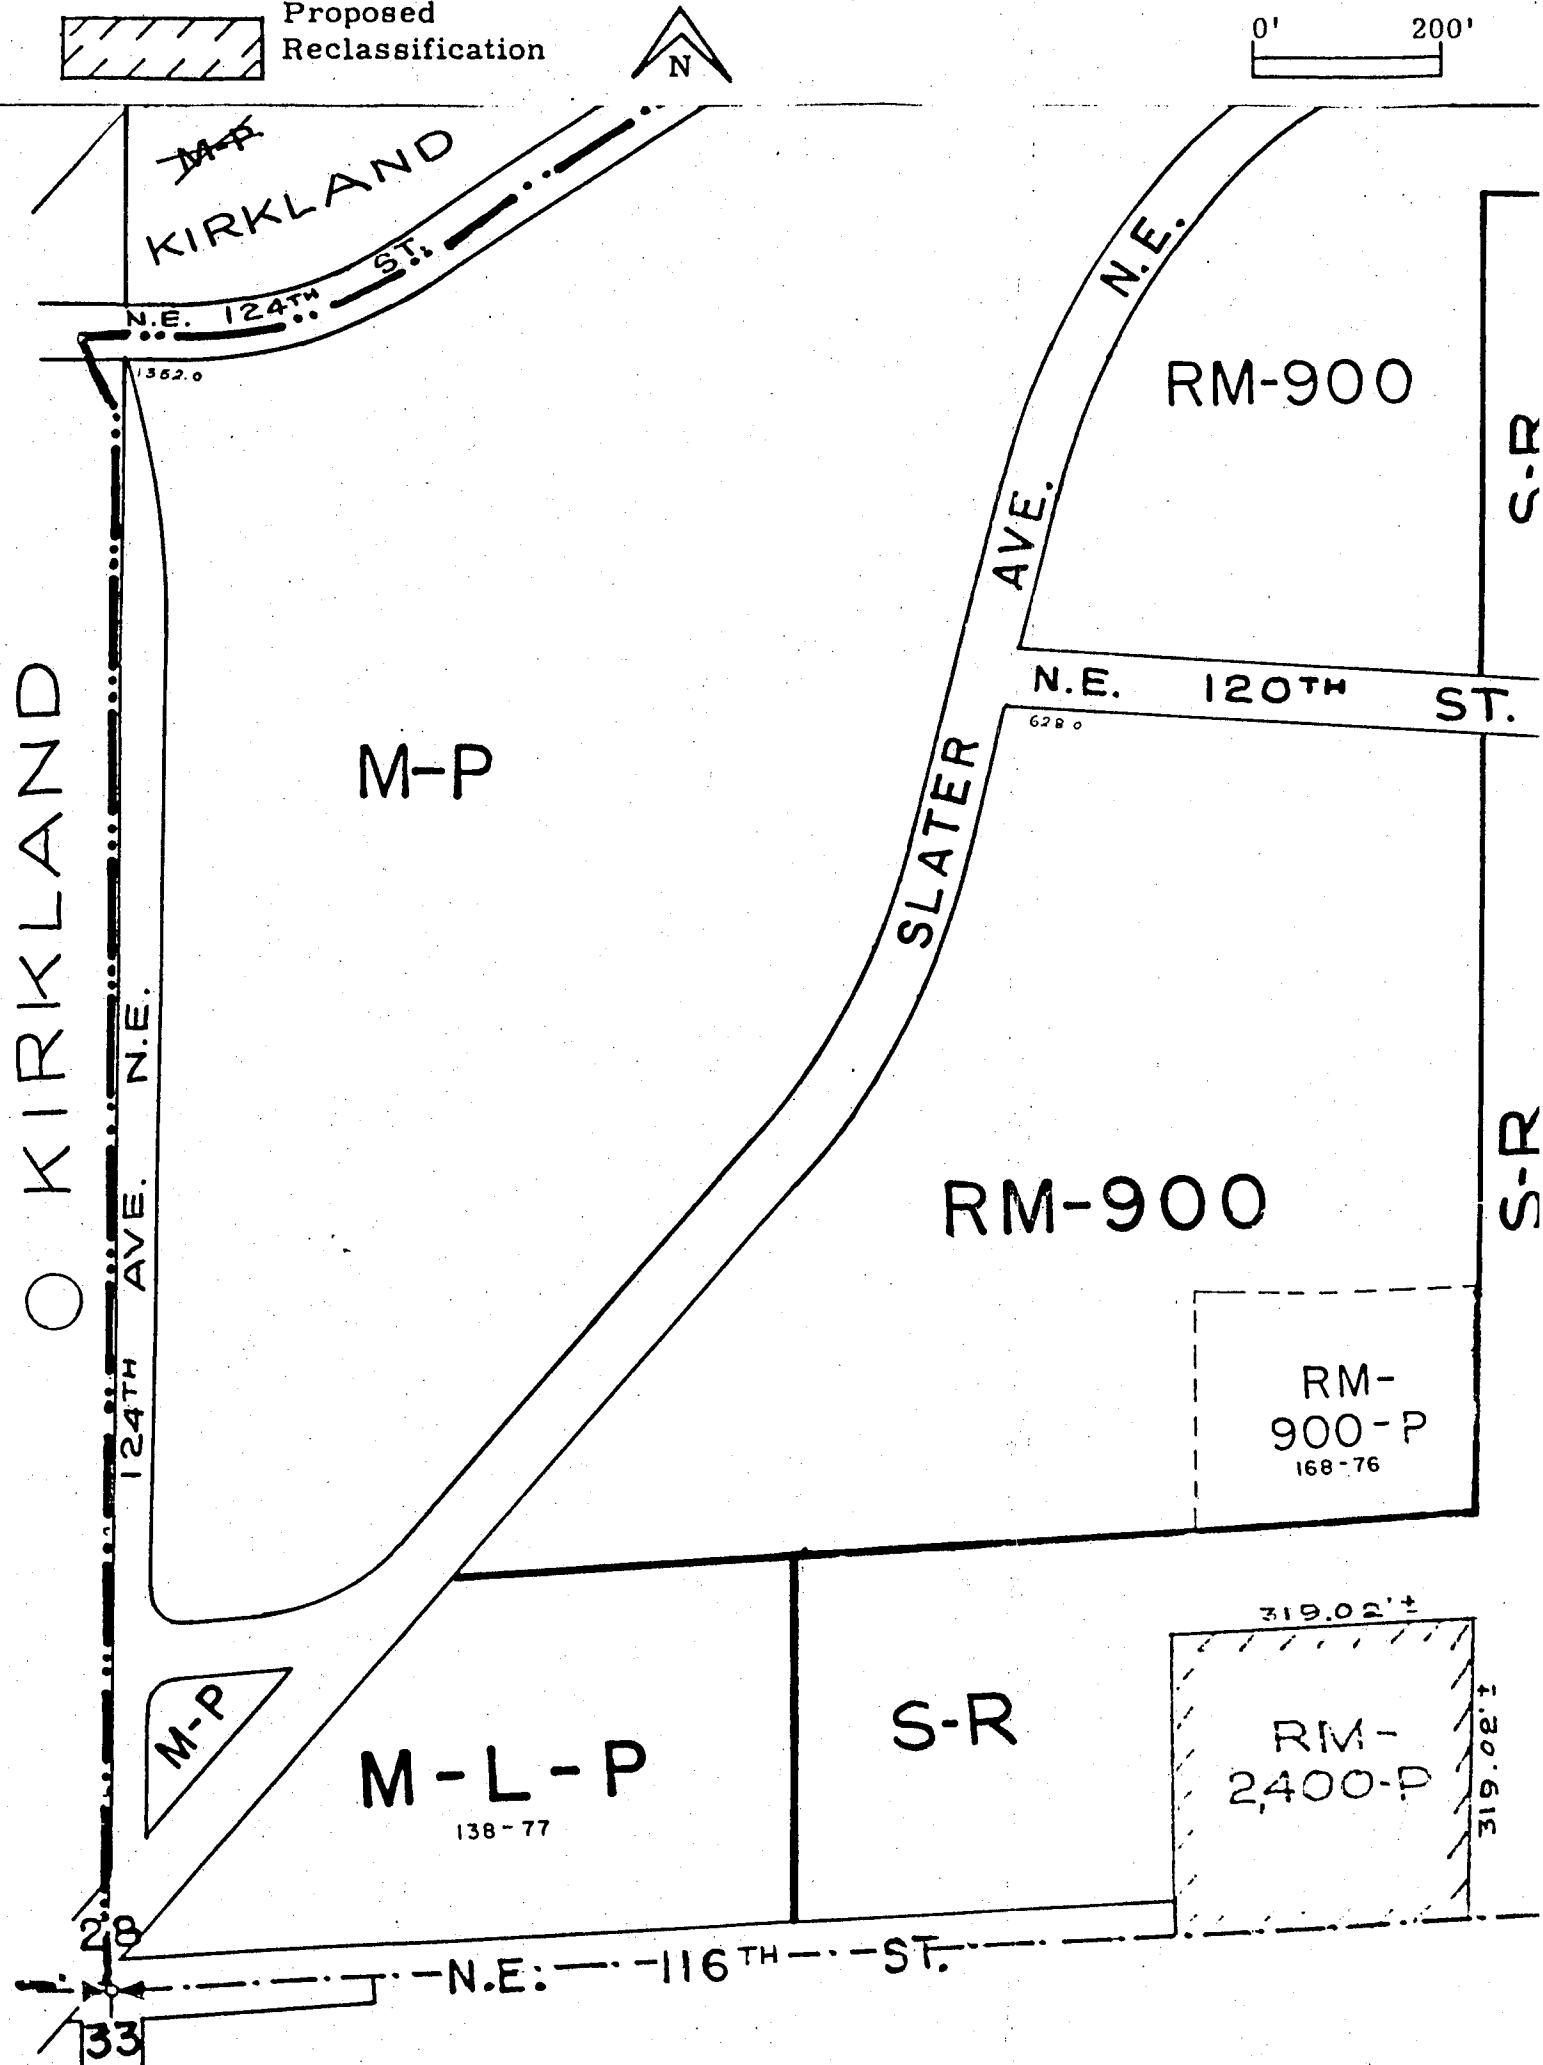 Proposed
Reclassification
N
0' 200'
M-P
KIRKLAND
N.E. 124TH ST.
1352.0
N.E.
RM-900
S-R
AVE.
N.E. 120TH ST.
628 0
KIRKLAND
M-P
SLATER
124TH AVE. N.E.
RM-900
S-R
RM-
900-P
168-76
319.02'±
M-P
M-L-P
138-77
S-R
RM-
2,400-P
319.02'±
28
N.E. 116TH ST.
33